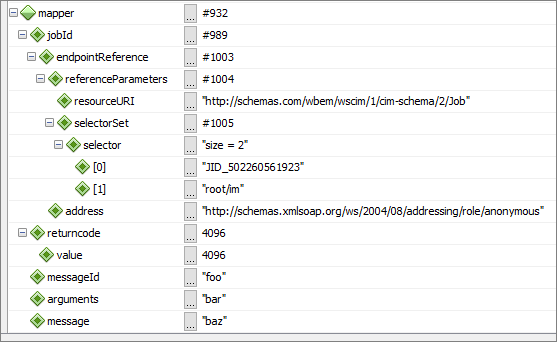 mapper ... #932
jobId ... #989
endpointReference ... #1003
referenceParameters ... #1004
resourceURI ... "http://schemas.com/wbem/wscim/1/cim-schema/2/Job"
selectorSet ... #1005
selector ... "size = 2"
[0] ... "JID_502260561923"
[1] ... "root/im"
address ... "http://schemas.xmlsoap.org/ws/2004/08/addressing/role/anonymous"
returncode ... 4096
value ... 4096
messageId ... "foo"
arguments ... "bar"
message ... "baz"